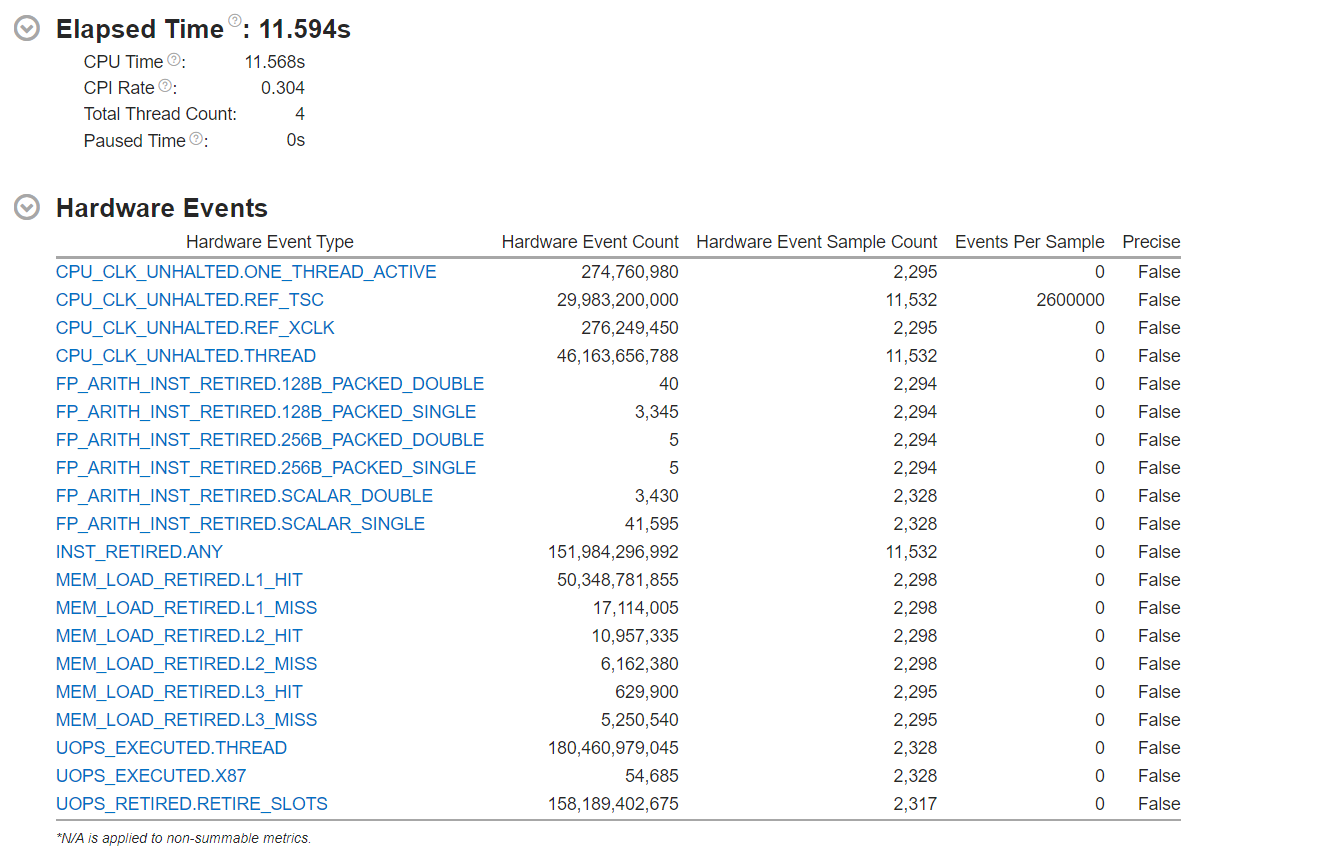 Elapsed Time ?: 11.594s
CPU Time ?: 11.568s
CPI Rate ?: 0.304
Total Thread Count: 4
Paused Time ?: 0s
Hardware Events
Hardware Event Type Hardware Event Count Hardware Event Sample Count Events Per Sample Precise
CPU_CLK_UNHALTED.ONE_THREAD_ACTIVE 274,760,980 2,295 0 False
CPU_CLK_UNHALTED.REF_TSC 29,983,200,000 11,532 2600000 False
CPU_CLK_UNHALTED.REF_XCLK 276,249,450 2,295 0 False
CPU_CLK_UNHALTED.THREAD 46,163,656,788 11,532 0 False
FP_ARITH_INST_RETIRED.128B_PACKED_DOUBLE 40 2,294 0 False
FP_ARITH_INST_RETIRED.128B_PACKED_SINGLE 3,345 2,294 0 False
FP_ARITH_INST_RETIRED.256B_PACKED_DOUBLE 5 2,294 0 False
FP_ARITH_INST_RETIRED.256B_PACKED_SINGLE 5 2,294 0 False
FP_ARITH_INST_RETIRED.SCALAR_DOUBLE 3,430 2,328 0 False
FP_ARITH_INST_RETIRED.SCALAR_SINGLE 41,595 2,328 0 False
INST_RETIRED.ANY 151,984,296,992 11,532 0 False
MEM_LOAD_RETIRED.L1_HIT 50,348,781,855 2,298 0 False
MEM_LOAD_RETIRED.L1_MISS 17,114,005 2,298 0 False
MEM_LOAD_RETIRED.L2_HIT 10,957,335 2,298 0 False
MEM_LOAD_RETIRED.L2_MISS 6,162,380 2,298 0 False
MEM_LOAD_RETIRED.L3_HIT 629,900 2,295 0 False
MEM_LOAD_RETIRED.L3_MISS 5,250,540 2,295 0 False
UOPS_EXECUTED.THREAD 180,460,979,045 2,328 0 False
UOPS_EXECUTED.X87 54,685 2,328 0 False
UOPS_RETIRED.RETIRE_SLOTS 158,189,402,675 2,317 0 False
*N/A is applied to non-summable metrics.